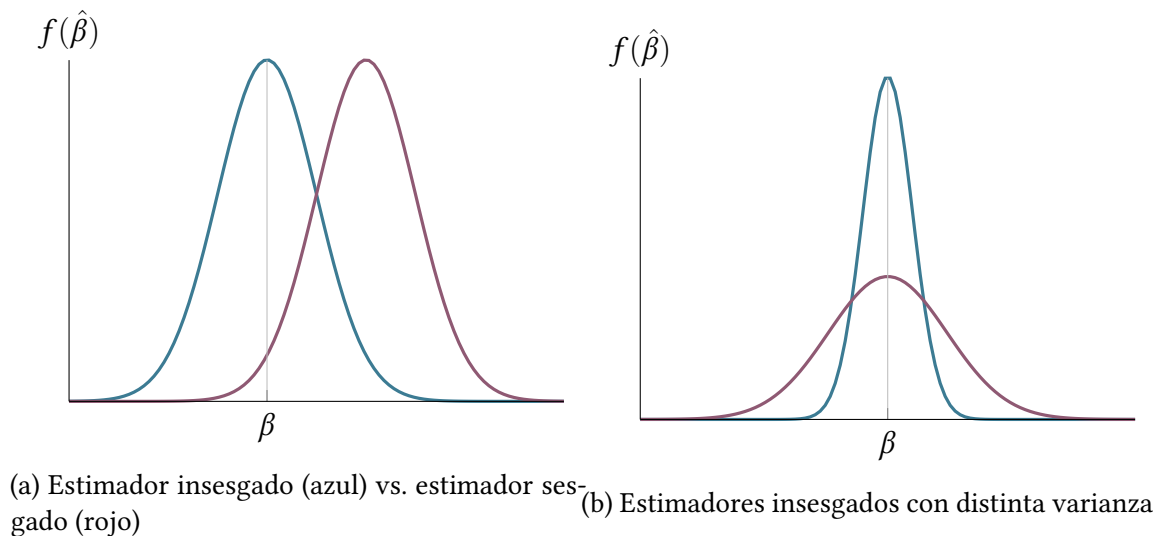 f(β̂)
β
(a) Estimador insesgado (azul) vs. estimador ses-
gado (rojo)
f(β̂)
β
(b) Estimadores insesgados con distinta varianza